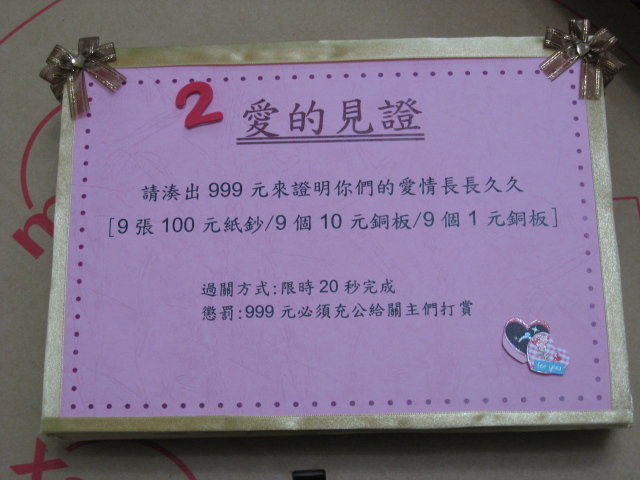 2 愛的見證
請湊出 999 元來證明你們的愛情長長久久
[9 張 100 元紙鈔/9 個 10 元銅板/9 個 1 元銅板]
過關方式:限時 20 秒完成
懲罰:999 元必須充公給關主們打賞
for you